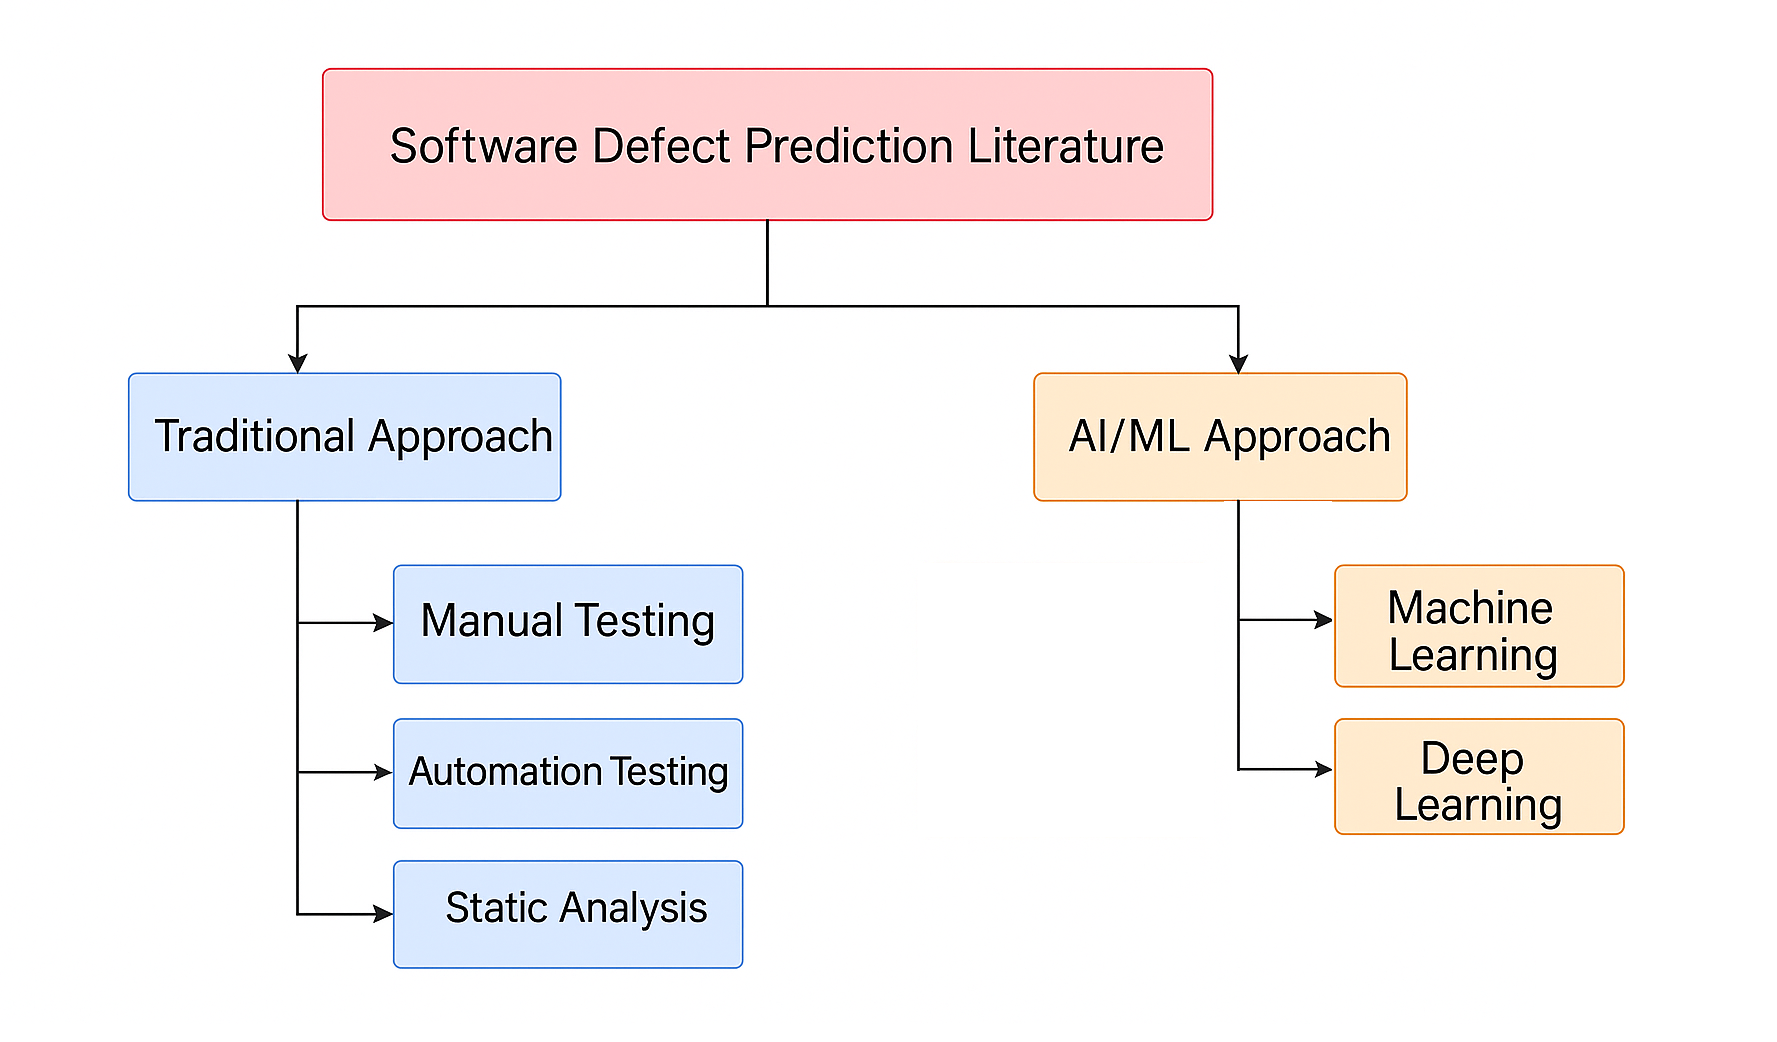 Software Defect Prediction Literature
Traditional Approach
AI/ML Approach
Manual Testing
Automation Testing
Static Analysis
Machine
Learning
Deep
Learning